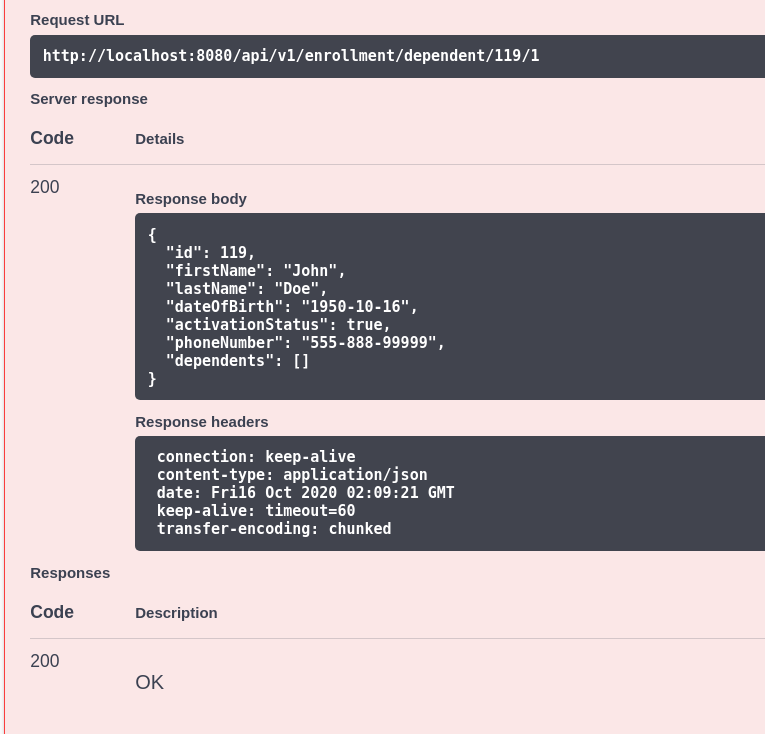 Request URL
http://localhost:8080/api/v1/enrollment/dependent/119/1
Server response
Code Details
200
Response body
{
  "id": 119,
  "firstName": "John",
  "lastName": "Doe",
  "dateOfBirth": "1950-10-16",
  "activationStatus": true,
  "phoneNumber": "555-888-99999",
  "dependents": []
}
Response headers
connection: keep-alive
content-type: application/json
date: Fri16 Oct 2020 02:09:21 GMT
keep-alive: timeout=60
transfer-encoding: chunked
Responses
Code Description
200
OK